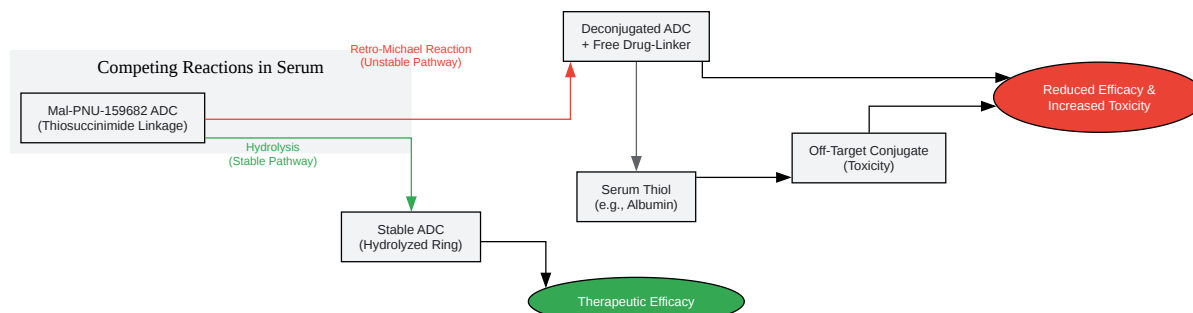 Deconjugated ADC
+ Free Drug-Linker
Retro-Michael Reaction
(Unstable Pathway)
Competing Reactions in Serum
Reduced Efficacy &
Increased Toxicity
Mal-PNU-159682 ADC
(Thiosuccinimide Linkage)
Hydrolysis
(Stable Pathway)
Off-Target Conjugate
(Toxicity)
Serum Thiol
(e.g., Albumin)
Stable ADC
(Hydrolyzed Ring)
Therapeutic Efficacy